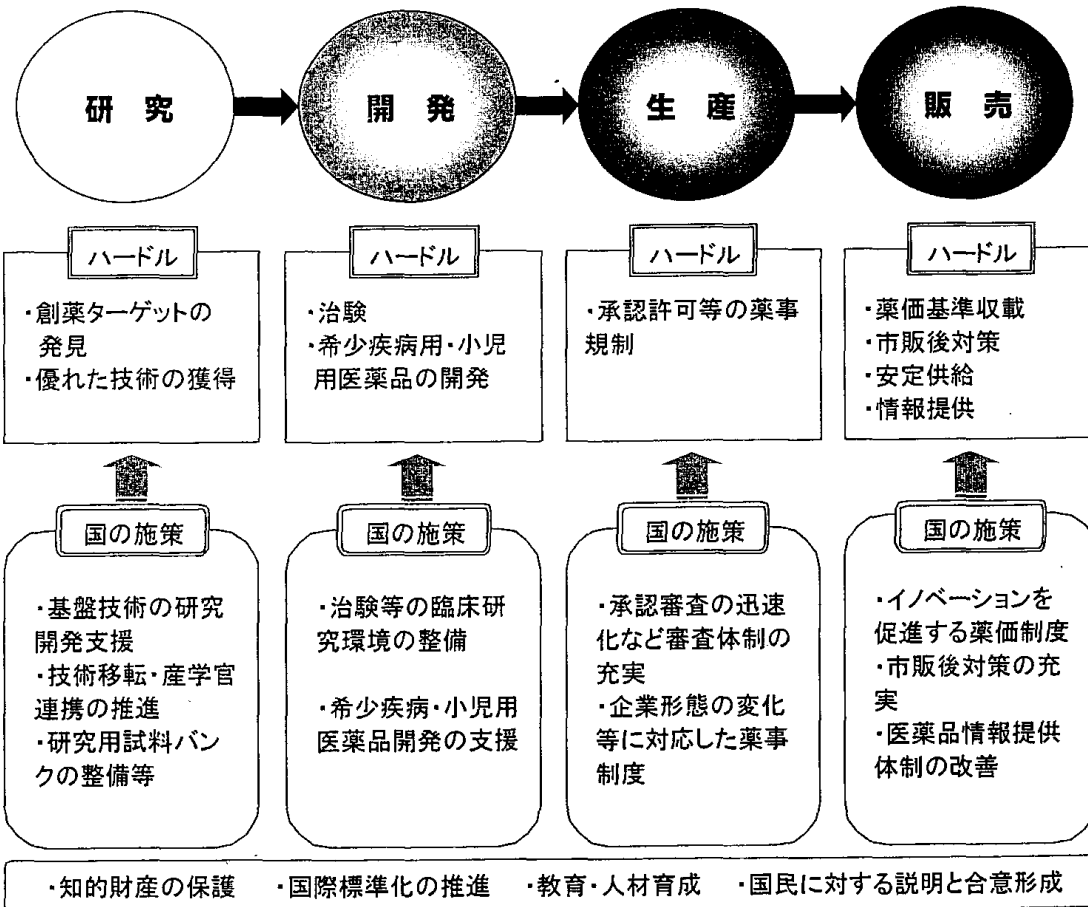 研究
開発
生産
販売
ハードル
・創薬ターゲットの
発見
・優れた技術の獲得
ハードル
・治験
・希少疾病用・小児
用医薬品の開発
ハードル
・承認許可等の薬事
規制
ハードル
・薬価基準収載
・市販後対策
・安定供給
・情報提供
国の施策
・基盤技術の研究
開発支援
・技術移転・産学官
連携の推進
・研究用試料バン
クの整備等
国の施策
・治験等の臨床研
究環境の整備
・希少疾病・小児用
医薬品開発の支援
国の施策
・承認審査の迅速
化など審査体制の
充実
・企業形態の変化
等に対応した薬事
制度
国の施策
・イノベーションを
促進する薬価制度
・市販後対策の充
実
・医薬品情報提供
体制の改善
・知的財産の保護 ・国際標準化の推進 ・教育・人材育成 ・国民に対する説明と合意形成